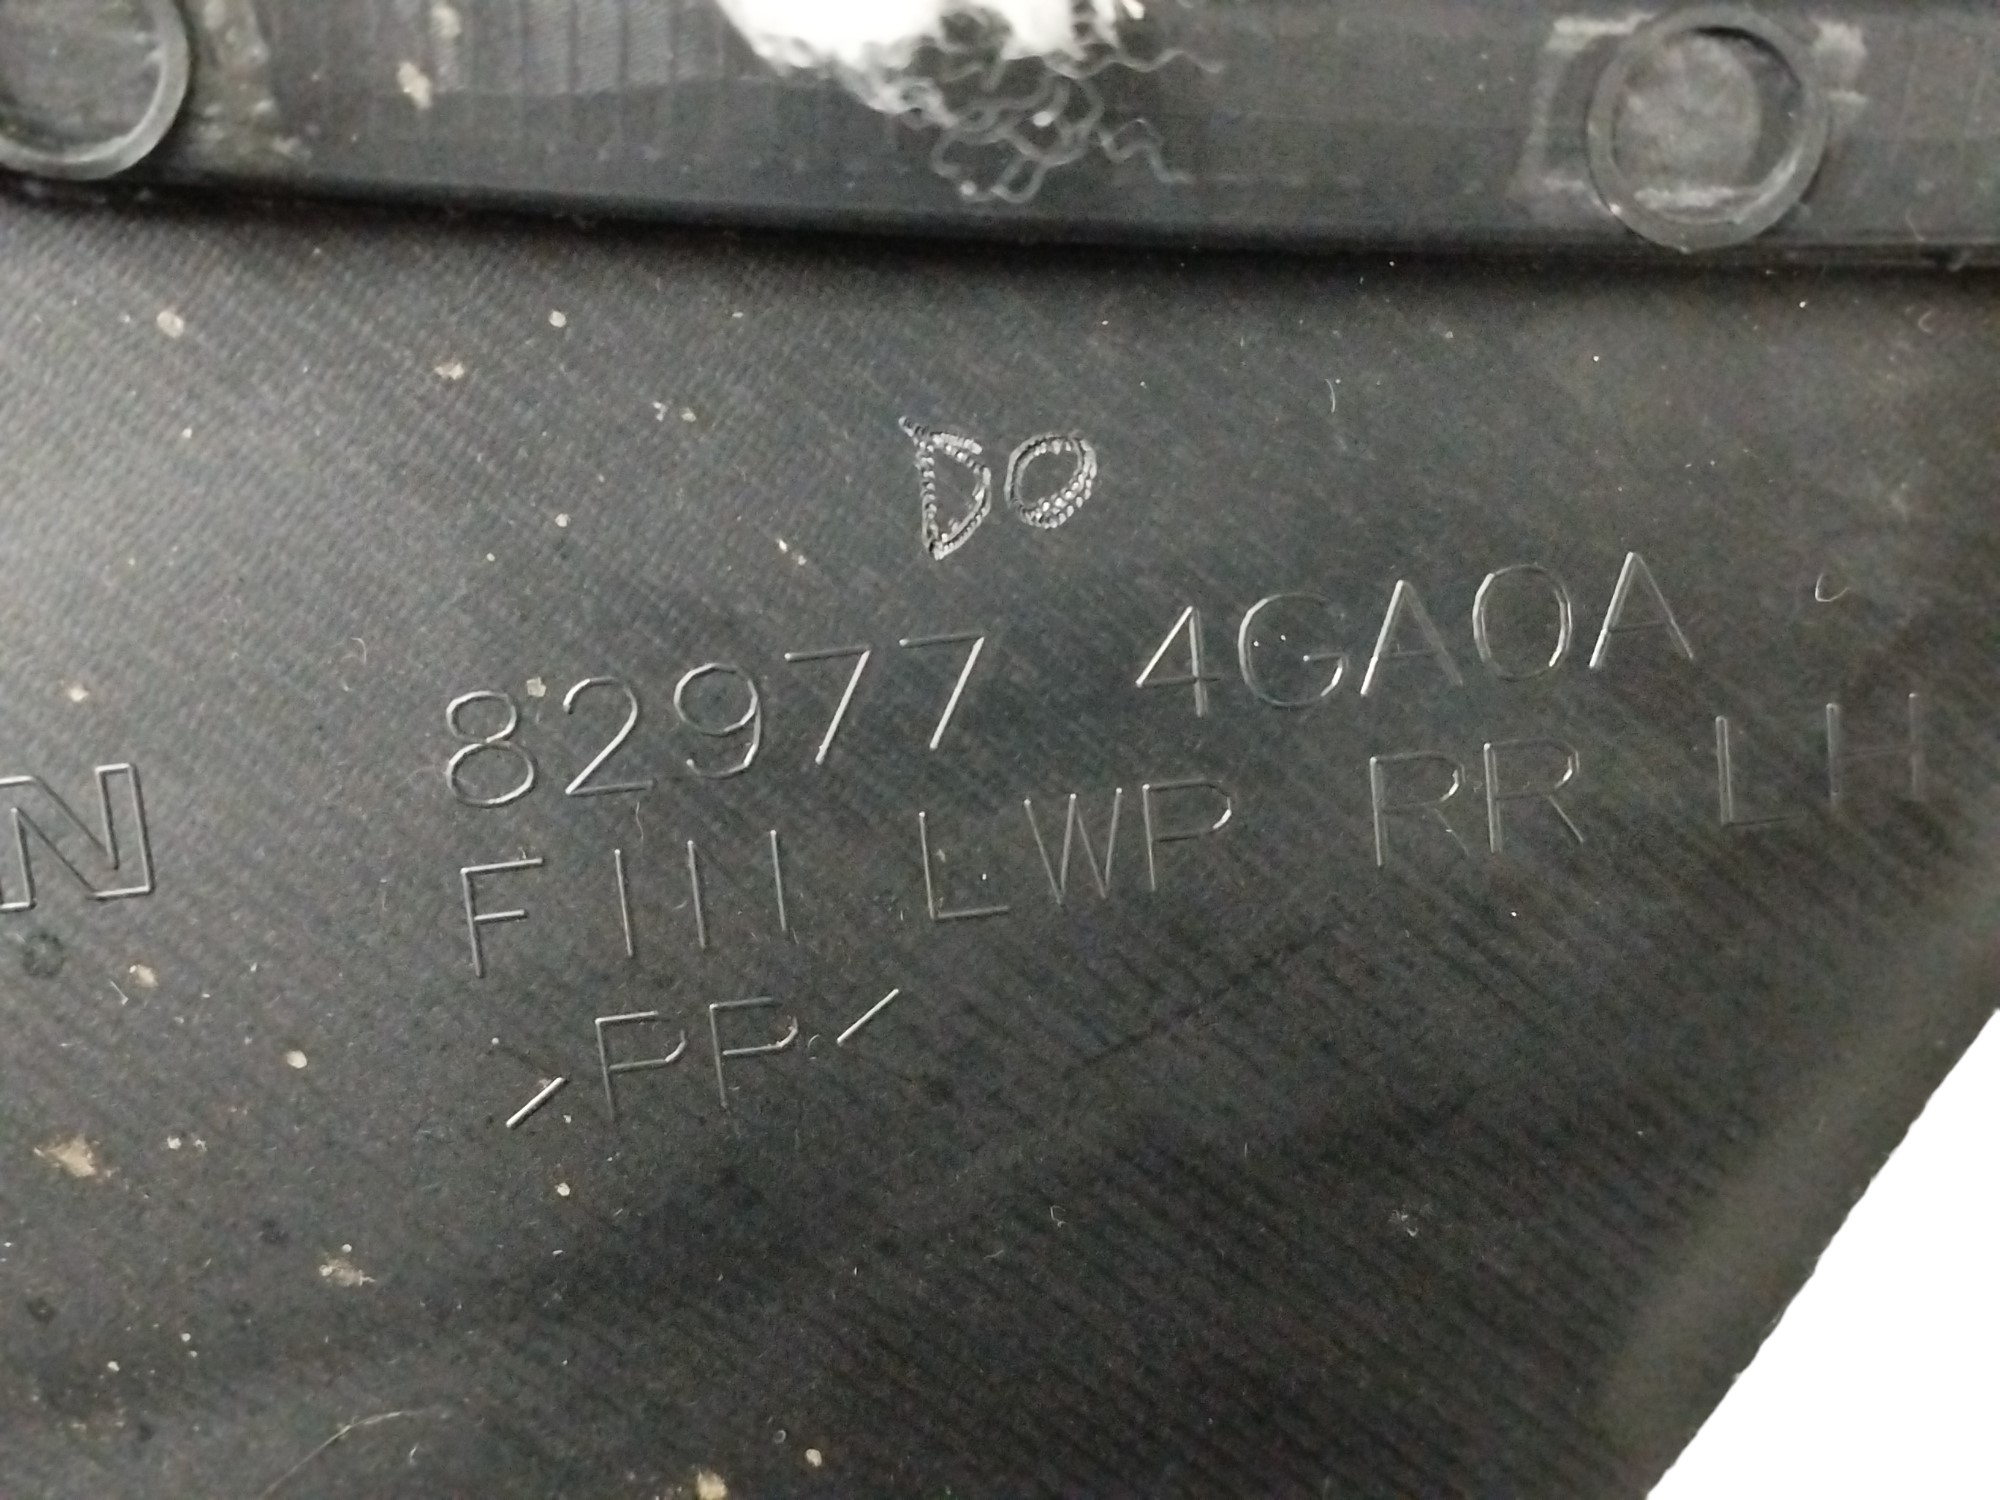 DO
82977 4GA0A
N
FIN LWP RR LH
>PP<